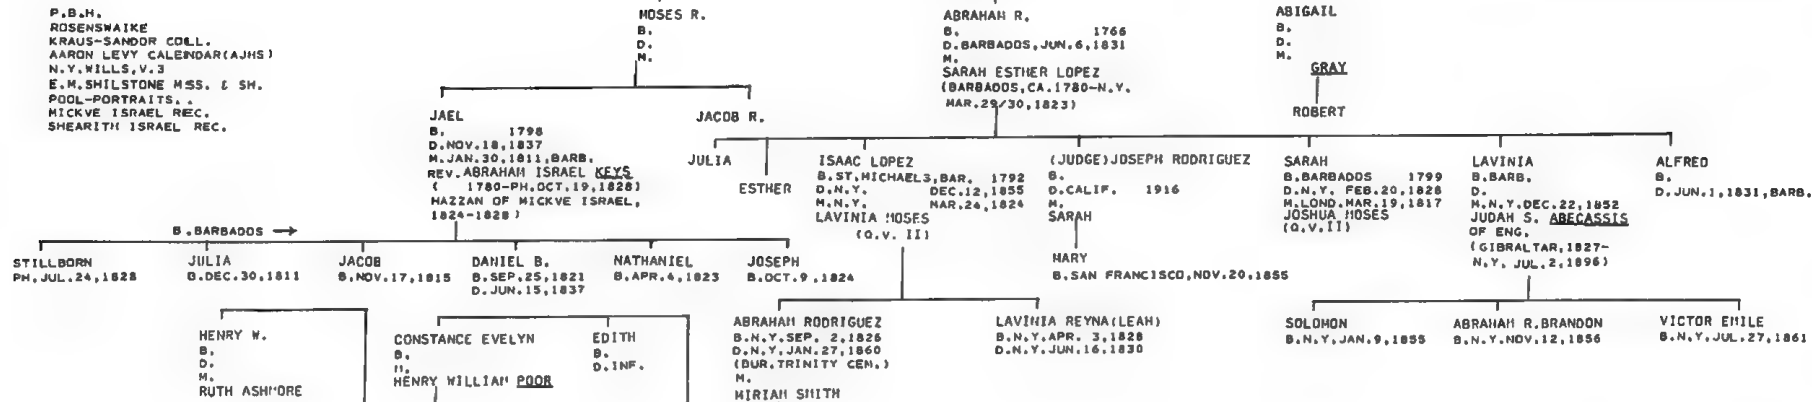 P.B.H.
ROSENSWAIKE
KRAUS-SANDOR COLL.
AARON LEVY CALENDAR(AJHS)
N.Y.WILLS,V.3
E.M.SHILSTONE MSS. & SH.
POOL-PORTRAITS..
MICKVE ISRAEL REC.
SHEARITH ISRAEL REC.
MOSES R.
B.
D.
M.
ABRAHAM R.
B. 1766
D.BARBADOS,JUN.6,1831
M.
SARAH ESTHER LOPEZ
(BARBADOS,CA.1780-N.Y.
MAR.29/30,1823)
ABIGAIL
B.
D.
M.
GRAY
ROBERT
JAEL
B. 1798
D.NOV.18,1837
M.JAN.30,1811,BARB.
REV.ABRAHAM ISRAEL KEYS
( 1780-PH.OCT.19,1828)
HAZZAN OF MICKVE ISRAEL,
1824-1828)
JACOB R.
JULIA
ESTHER
ISAAC LOPEZ
B.ST.MICHAELS,BAR. 1792
D.N.Y. DEC.12,1855
M.N.Y. MAR.24,1824
LAVINIA MOSES
(Q.V. II)
(JUDGE)JOSEPH RODRIGUEZ
B.
D.CALIF. 1916
M.
SARAH
MARY
B.SAN FRANCISCO,NOV.20,1855
SARAH
B.BARBADOS 1799
D.N.Y. FEB.20,1828
M.LOND.MAR.19,1817
JOSHUA MOSES
(Q.V.II)
LAVINIA
B.BARB.
D.
M.N.Y.DEC.22,1852
JUDAH S. ABECASSIS
OF ENG.
(GIBRALTAR,1827-
N.Y. JUL.2,1896)
ALFRED
B.
D.JUN.1,1831,BARB.
B.BARBADOS →
STILLBORN
PH.JUL.24,1828
JULIA
B.DEC.30,1811
JACOB
B.NOV.17,1815
DANIEL B.
B.SEP.25,1821
D.JUN.15,1837
NATHANIEL
B.APR.4,1823
JOSEPH
B.OCT.9,1824
HENRY W.
B.
D.
M.
RUTH ASHMORE
CONSTANCE EVELYN
B.
M.
HENRY WILLIAM POOR
EDITH
B.
D.INF.
ABRAHAM RODRIGUEZ
B.N.Y.SEP. 2,1826
D.N.Y.JAN.27,1860
(BUR.TRINITY CEM.)
M.
MIRIAM SMITH
LAVINIA REYNA(LEAH)
B.N.Y.APR. 3,1828
D.N.Y.JUN.16,1830
SOLOMON
B.N.Y.JAN.9,1855
ABRAHAM R.BRANDON
B.N.Y.NOV.12,1856
VICTOR EMILE
B.N.Y.JUL.27,1861